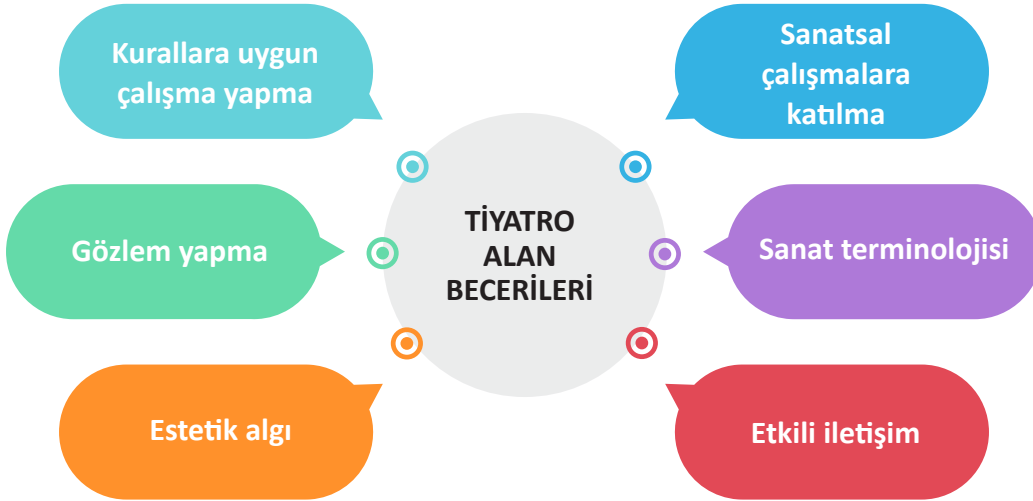 Kurallara uygun
çalışma yapma
Sanatsal
çalışmalara
katılma
Gözlem yapma
TİYATRO
ALAN
BECERİLERİ
Sanat terminolojisi
Estetik algı
Etkili iletişim